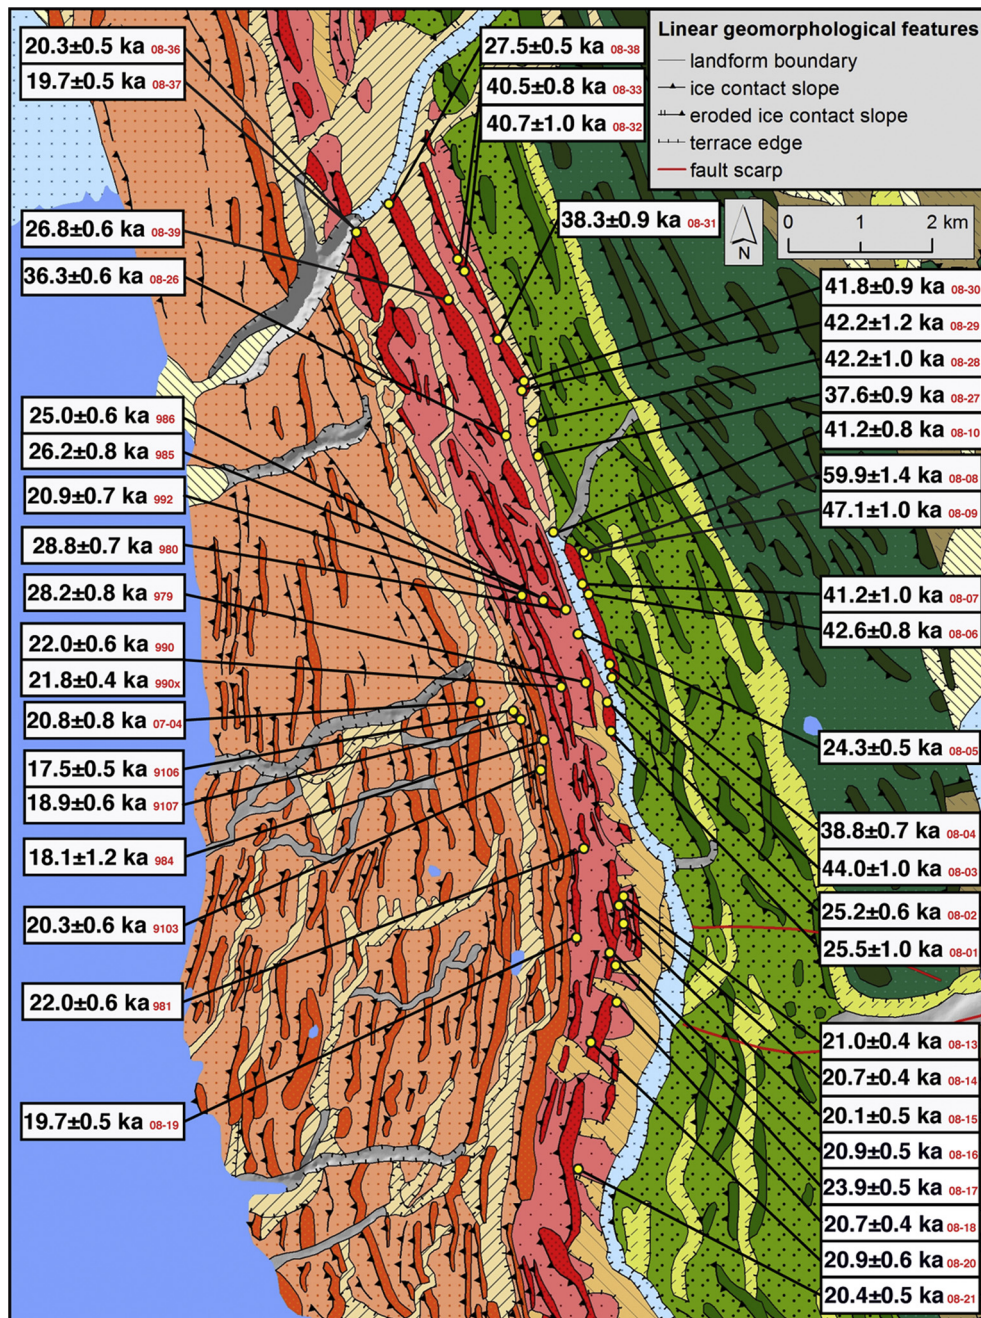 20.3±0.5 ka 08-36
19.7±0.5 ka 08-37
27.5±0.5 ka 08-38
40.5±0.8 ka 08-33
40.7±1.0 ka 08-32
Linear geomorphological features
landform boundary
ice contact slope
eroded ice contact slope
terrace edge
fault scarp
26.8±0.6 ka 08-39
36.3±0.6 ka 08-26
38.3±0.9 ka 08-31
N
0 1 2 km
41.8±0.9 ka 08-30
42.2±1.2 ka 08-29
42.2±1.0 ka 08-28
37.6±0.9 ka 08-27
41.2±0.8 ka 08-10
59.9±1.4 ka 08-08
47.1±1.0 ka 08-09
25.0±0.6 ka 986
26.2±0.8 ka 985
20.9±0.7 ka 992
28.8±0.7 ka 980
28.2±0.8 ka 979
22.0±0.6 ka 990
21.8±0.4 ka 990x
20.8±0.8 ka 07-04
17.5±0.5 ka 9106
18.9±0.6 ka 9107
18.1±1.2 ka 984
20.3±0.6 ka 9103
22.0±0.6 ka 981
19.7±0.5 ka 08-19
41.2±1.0 ka 08-07
42.6±0.8 ka 08-06
24.3±0.5 ka 08-05
38.8±0.7 ka 08-04
44.0±1.0 ka 08-03
25.2±0.6 ka 08-02
25.5±1.0 ka 08-01
21.0±0.4 ka 08-13
20.7±0.4 ka 08-14
20.1±0.5 ka 08-15
20.9±0.5 ka 08-16
23.9±0.5 ka 08-17
20.7±0.4 ka 08-18
20.9±0.6 ka 08-20
20.4±0.5 ka 08-21